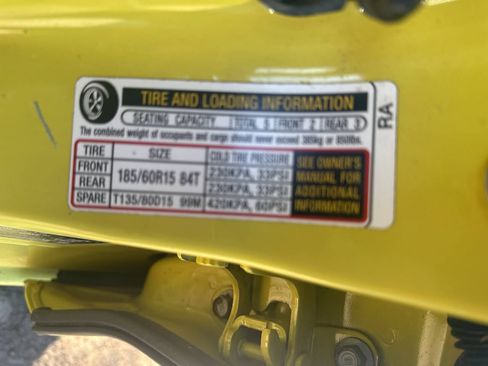 TIRE AND LOADING INFORMATION
SEATING CAPACITY TOTAL 5 FRONT 2 REAR 3
The combined weight of occupants and cargo should never exceed 385kg or 850lbs.
TIRE SIZE COLD TIRE PRESSURE
FRONT 185/60R15 84T 230KPA, 33PSI
REAR 230KPA, 33PSI
SPARE T135/80D15 99M 420KPA, 60PSI
SEE OWNER'S
MANUAL FOR
ADDITIONAL
INFORMATION
RA